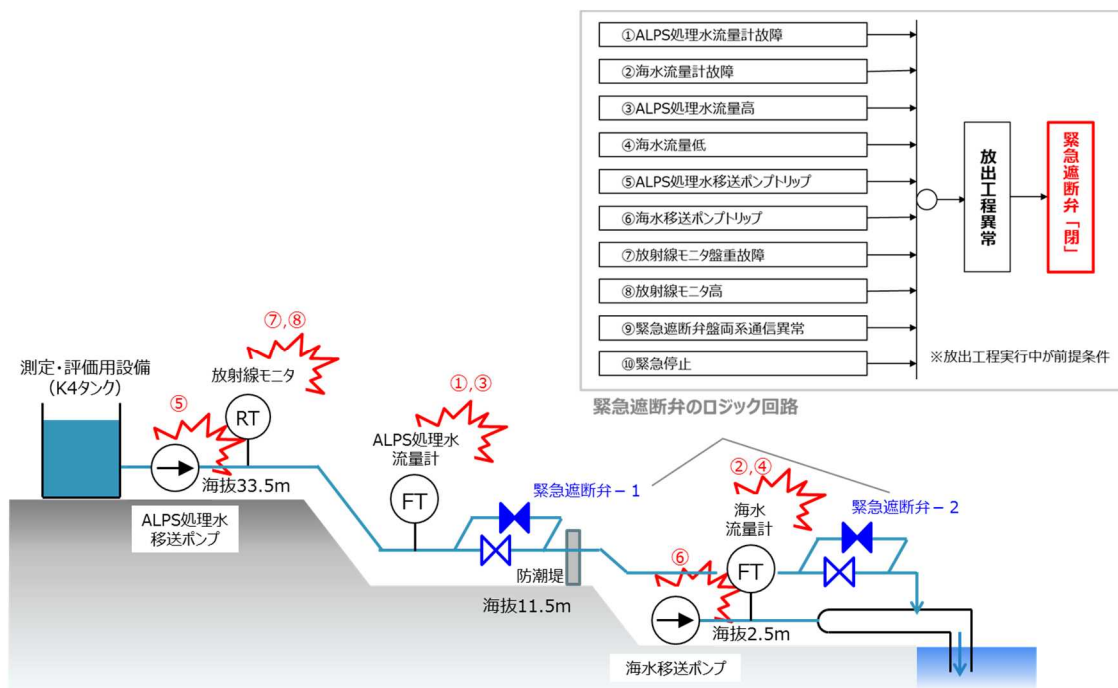 ①ALPS処理水流量計故障
②海水流量計故障
③ALPS処理水流量高
④海水流量低
⑤ALPS処理水移送ポンプトリップ
⑥海水移送ポンプトリップ
⑦放射線モニタ盤重故障
⑧放射線モニタ高
⑨緊急遮断弁盤両系通信異常
⑩緊急停止
放出工程異常
緊急遮断弁「閉」
※放出工程実行中が前提条件
緊急遮断弁のロジック回路
測定・評価用設備
(K4タンク)
⑤
⑦,⑧
放射線モニタ
RT
海抜33.5m
ALPS処理水
移送ポンプ
①,③
ALPS処理水
流量計
FT
緊急遮断弁－1
防潮堤
海抜11.5m
②,④
海水
流量計
FT
緊急遮断弁－2
⑥
海抜2.5m
海水移送ポンプ